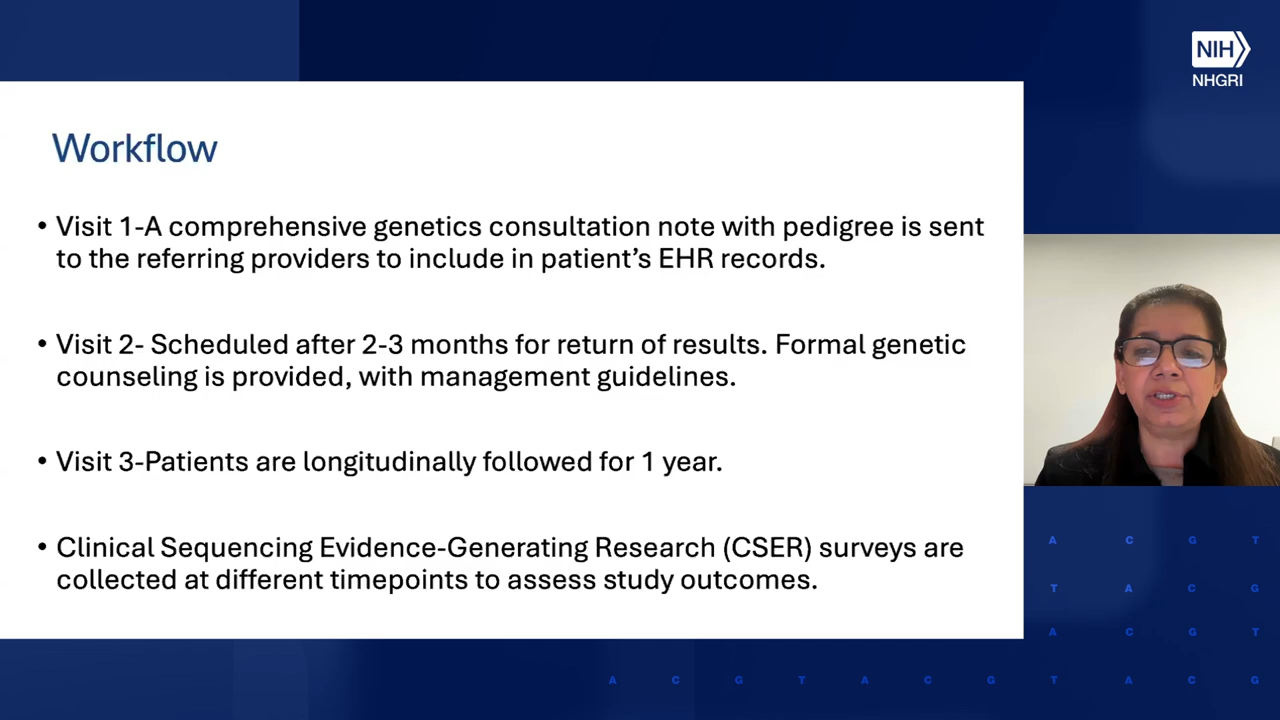 NIH
NHGRI
Workflow
• Visit 1-A comprehensive genetics consultation note with pedigree is sent
to the referring providers to include in patient’s EHR records.
• Visit 2- Scheduled after 2-3 months for return of results. Formal genetic
counseling is provided, with management guidelines.
• Visit 3-Patients are longitudinally followed for 1 year.
• Clinical Sequencing Evidence-Generating Research (CSER) surveys are
collected at different timepoints to assess study outcomes.
A C G T
T A C G
A C G T
A C G T A C G T A C G